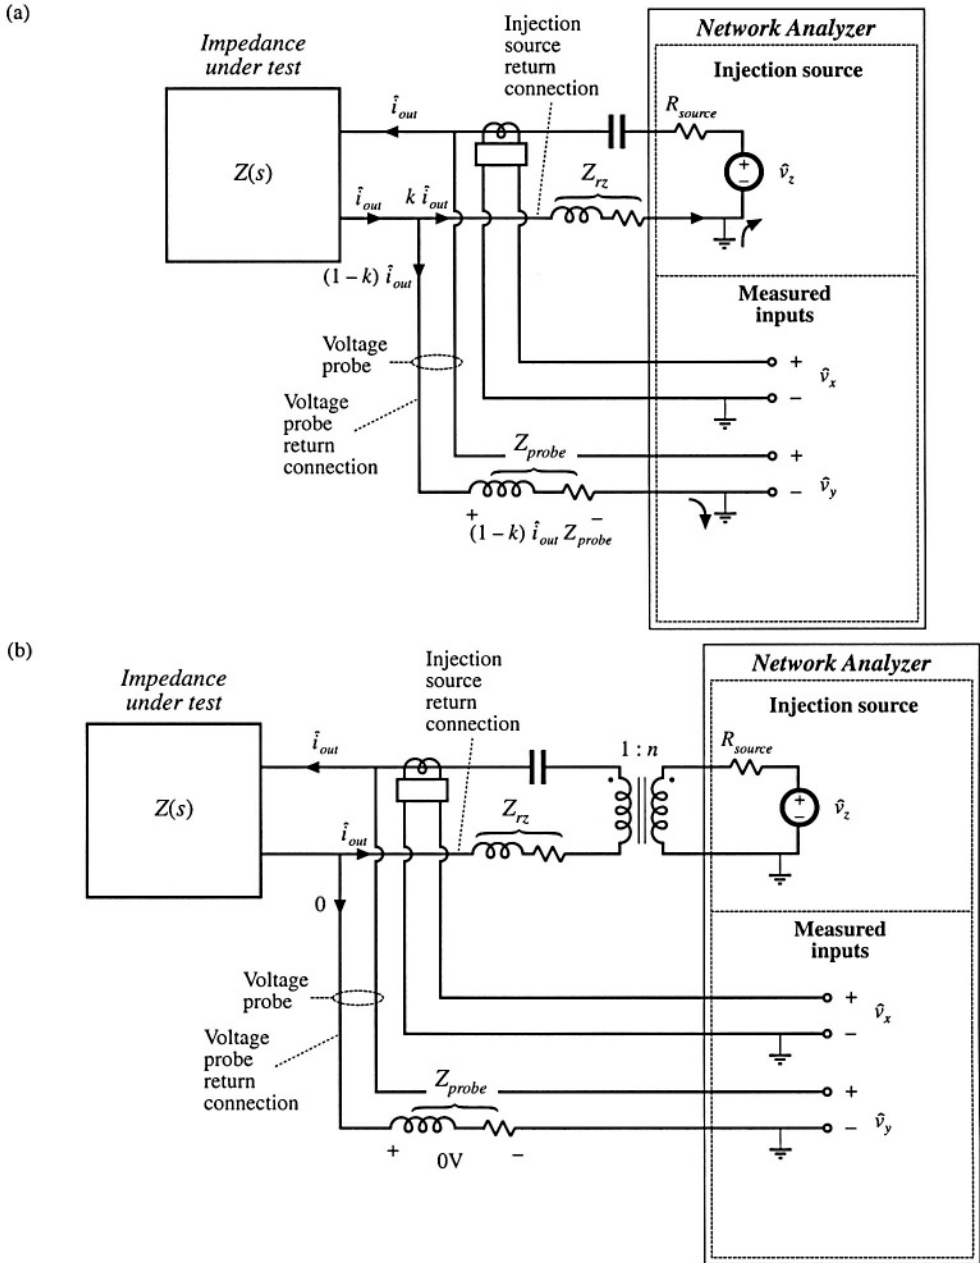 (a)
Network Analyzer
Impedance
under test
Injection
source
return
connection
Injection source
R_source
î_out
Z(s)
Z_rz
+
−
v̂_z
î_out
k î_out
(1 – k) î_out
Measured
inputs
Voltage
probe
+
v̂_x
−
Voltage
probe
return
connection
Z_probe
+
−
v̂_y
+
−
(1 – k) î_out Z_probe
(b)
Network Analyzer
Impedance
under test
Injection
source
return
connection
Injection source
1 : n
R_source
î_out
Z(s)
Z_rz
+
−
v̂_z
î_out
0
Measured
inputs
Voltage
probe
+
v̂_x
−
Voltage
probe
return
connection
Z_probe
+
−
v̂_y
+
0V
−